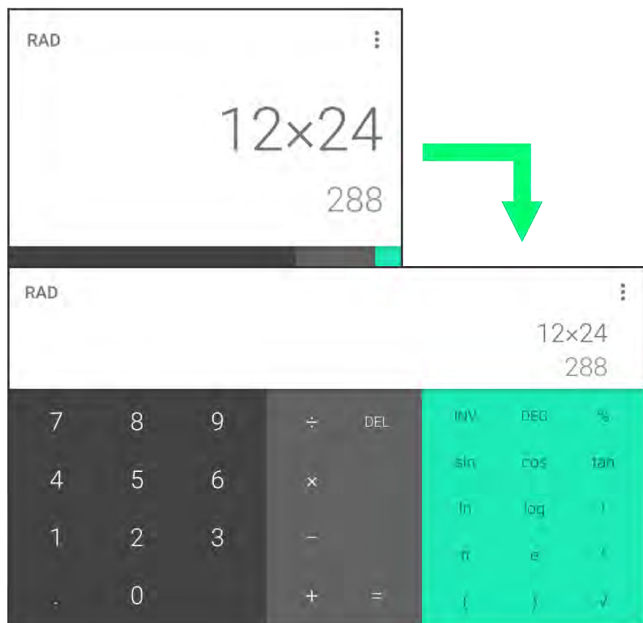 RAD
12×24
288
RAD
12×24
288
7 8 9 ÷ DEL INV DEG %
4 5 6 × sin cos tan
1 2 3 − ln log !
. 0 + = π e ^
( ) √